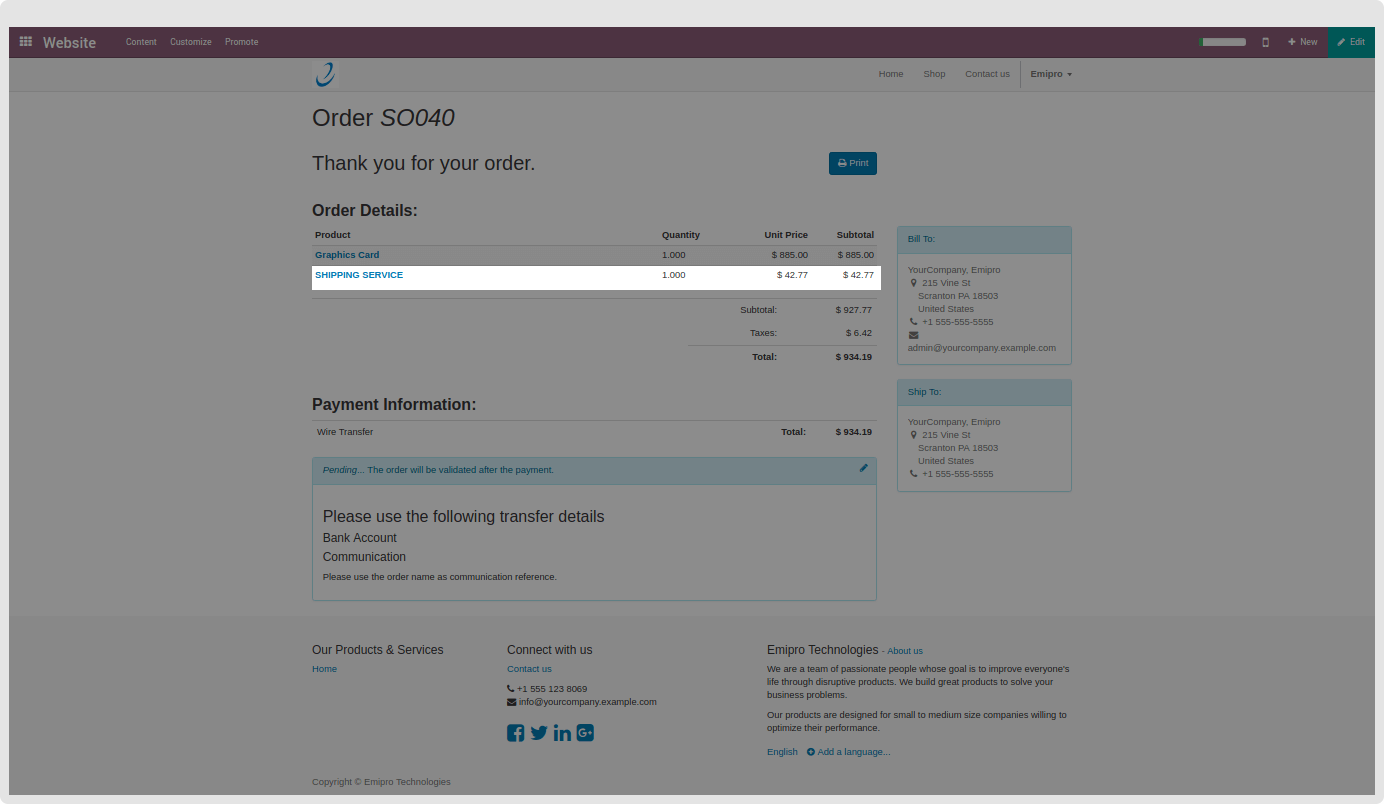 Website Content Customize Promote New Edit
Home Shop Contact us Emipro
Order SO040
Thank you for your order. Print
Order Details:
Product Quantity Unit Price Subtotal
Graphics Card 1.000 $ 885.00 $ 885.00
SHIPPING SERVICE 1.000 $ 42.77 $ 42.77
Subtotal: $ 927.77
Taxes: $ 6.42
Total: $ 934.19
Bill To:
YourCompany, Emipro
215 Vine St
Scranton PA 18503
United States
+1 555-555-5555
admin@yourcompany.example.com
Ship To:
YourCompany, Emipro
215 Vine St
Scranton PA 18503
United States
+1 555-555-5555
Payment Information:
Wire Transfer Total: $ 934.19
Pending... The order will be validated after the payment.
Please use the following transfer details
Bank Account
Communication
Please use the order name as communication reference.
Our Products & Services
Home
Connect with us
Contact us
+1 555 123 8069
info@yourcompany.example.com
Emipro Technologies - About us
We are a team of passionate people whose goal is to improve everyone's
life through disruptive products. We build great products to solve your
business problems.
Our products are designed for small to medium size companies willing to
optimize their performance.
English Add a language...
Copyright © Emipro Technologies